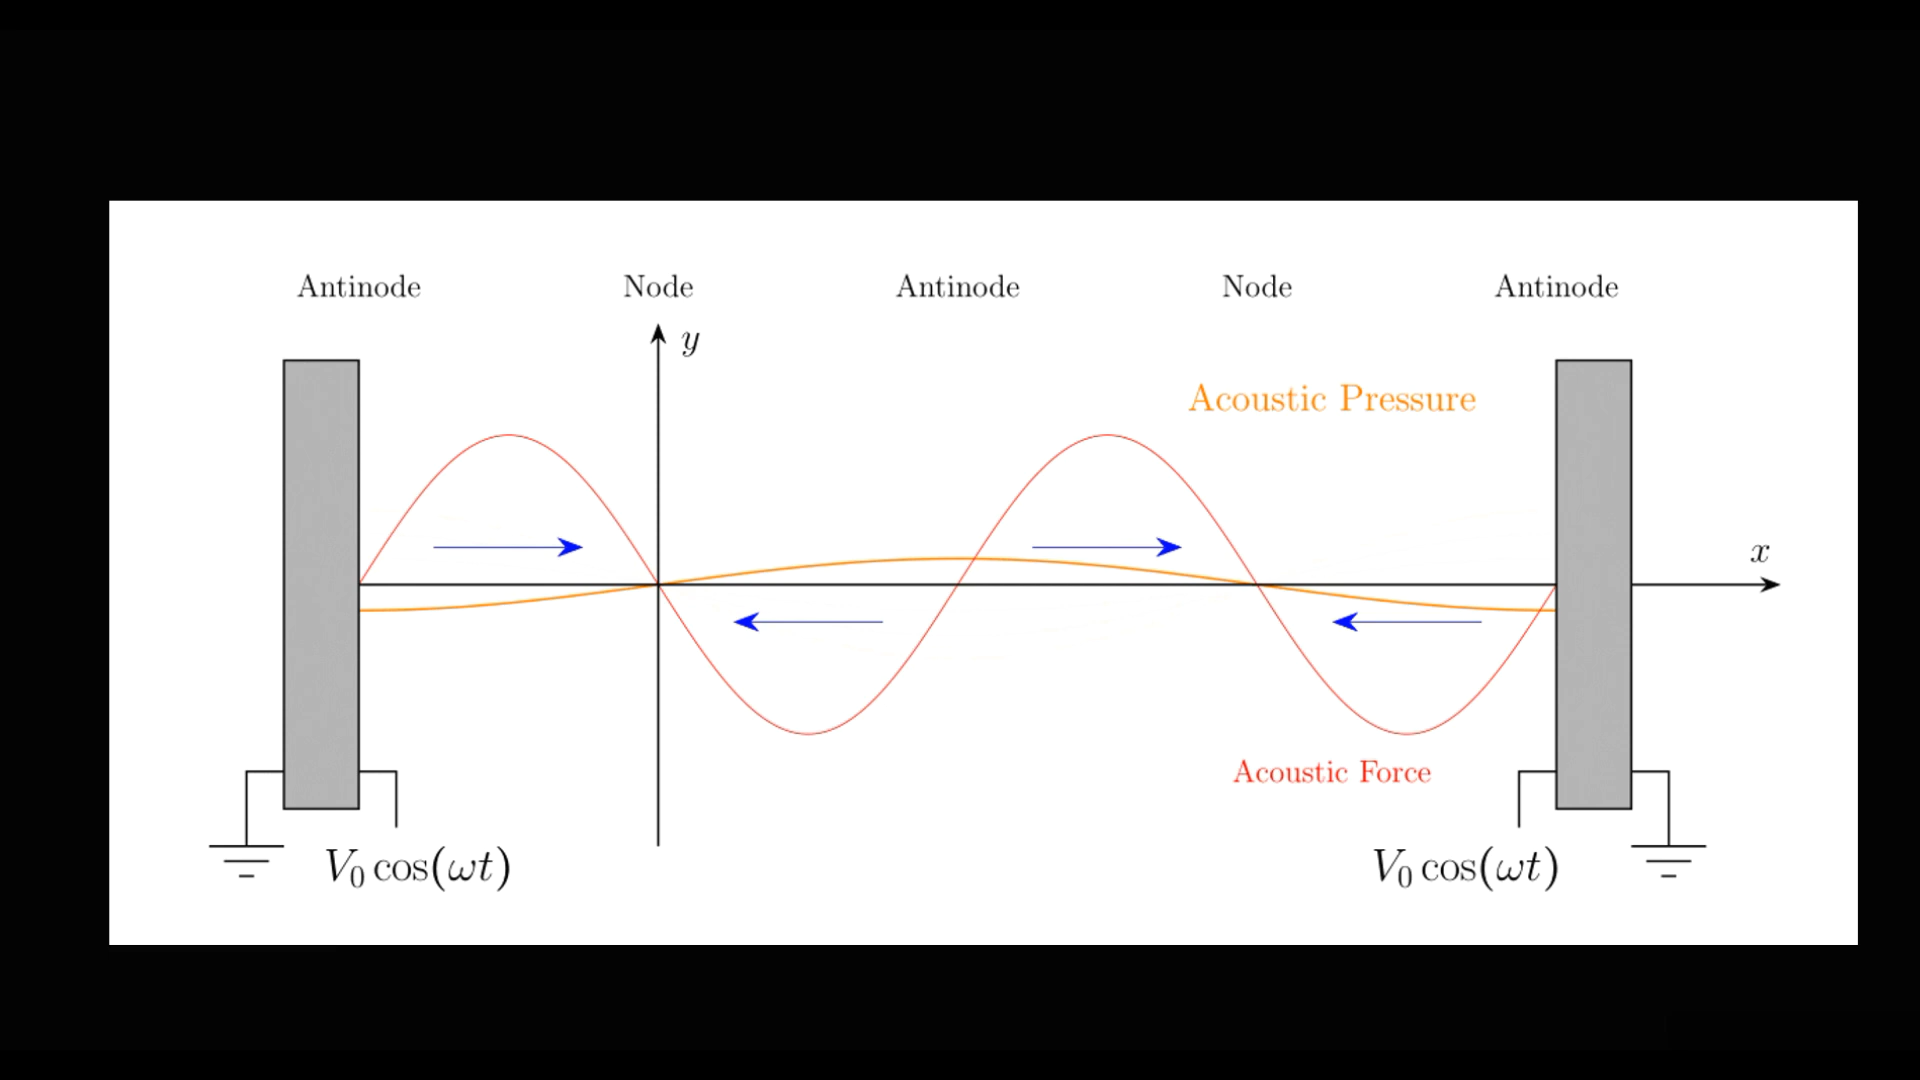 Antinode Node Antinode Node Antinode
y
Acoustic Pressure
x
Acoustic Force
V₀ cos(ωt) V₀ cos(ωt)